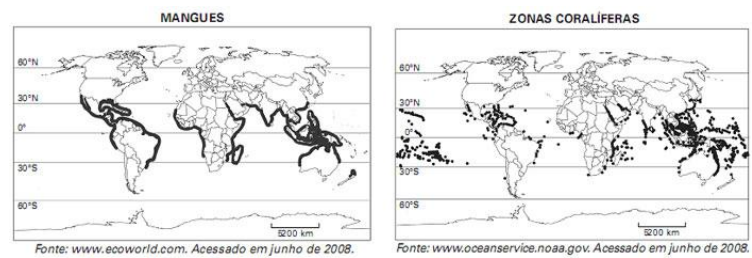 MANGUES
60°N
30°N
0°
30°S
60°S
5200 km
Fonte: www.ecoworld.com. Acessado em junho de 2008.
ZONAS CORALÍFERAS
60°N
30°N
0°
30°S
60°S
5200 km
Fonte: www.oceanservice.noaa.gov. Acessado em junho de 2008.